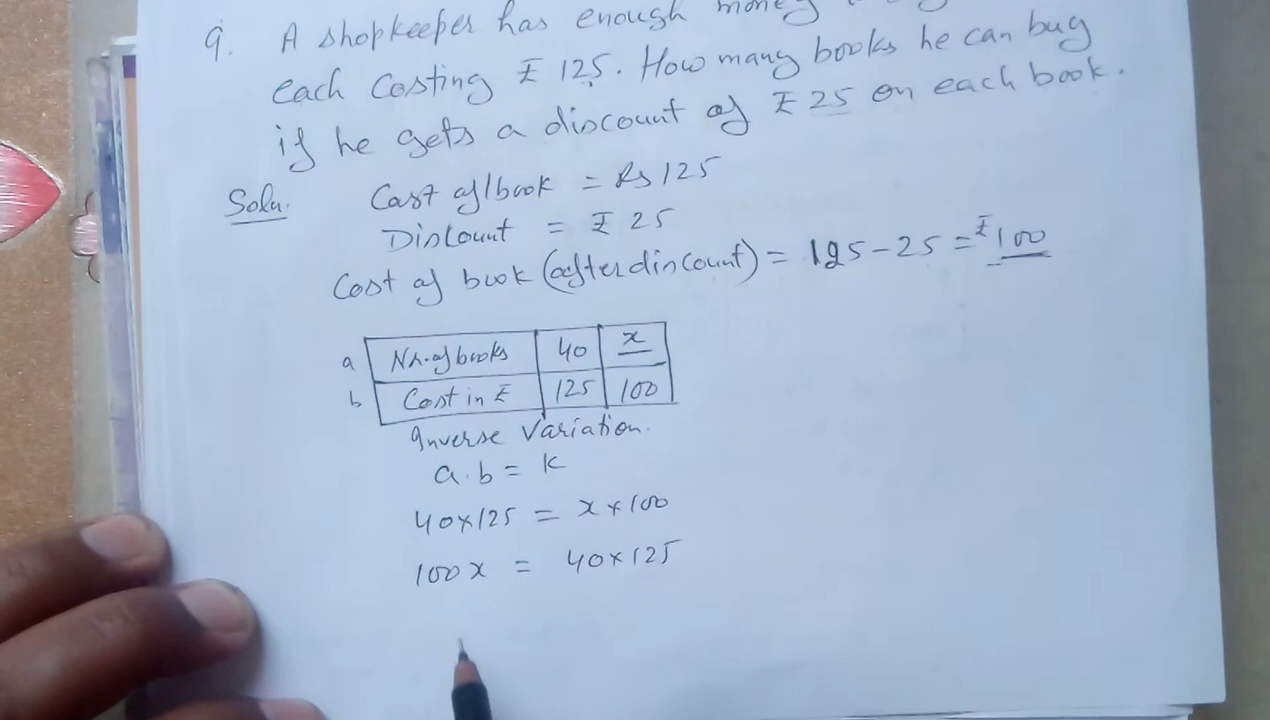 9. A shopkeeper has enough money
each costing ₹ 125. How many books he can buy
if he gets a discount of ₹ 25 on each book.
Soln. Cost of 1 book = Rs 125
Discount = ₹ 25
Cost of book (after discount) = 125 - 25 = ₹ 100
a No. of books 40 x
b Cost in ₹ 125 100
Inverse Variation.
a.b = k
40×125 = x×100
100x = 40×125